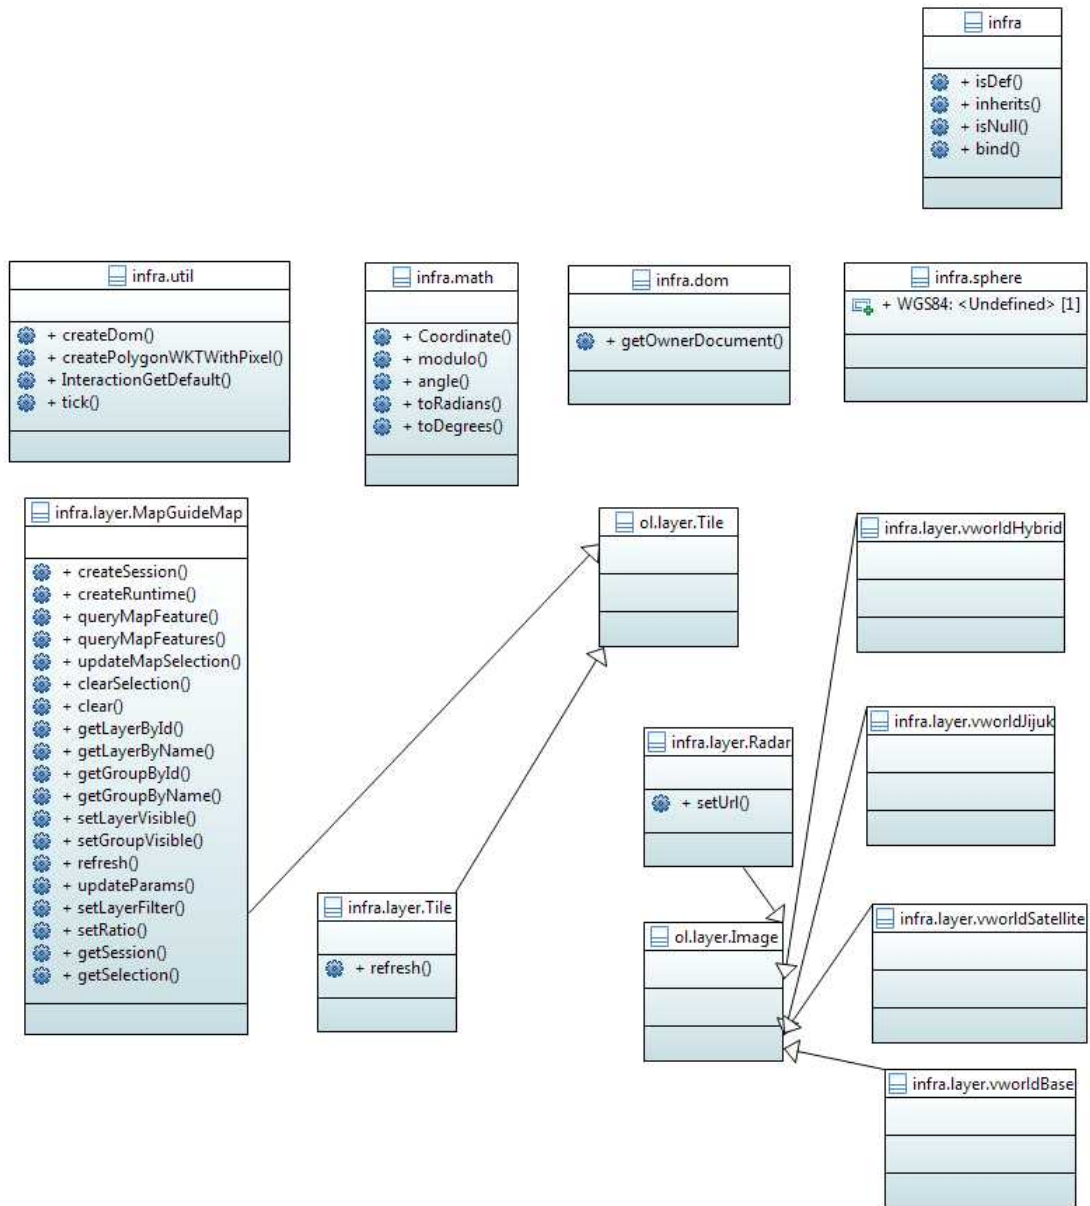 infra
+ isDef()
+ inherits()
+ isNull()
+ bind()
infra.util
+ createDom()
+ createPolygonWKTWithPixel()
+ InteractionGetDefault()
+ tick()
infra.math
+ Coordinate()
+ modulo()
+ angle()
+ toRadians()
+ toDegrees()
infra.dom
+ getOwnerDocument()
infra.sphere
+ WGS84: <Undefined> [1]
infra.layer.MapGuideMap
+ createSession()
+ createRuntime()
+ queryMapFeature()
+ queryMapFeatures()
+ updateMapSelection()
+ clearSelection()
+ clear()
+ getLayerById()
+ getLayerByName()
+ getGroupById()
+ getGroupByName()
+ setLayerVisible()
+ setGroupVisible()
+ refresh()
+ updateParams()
+ setLayerFilter()
+ setRatio()
+ getSession()
+ getSelection()
ol.layer.Tile
infra.layer.vworldHybrid
infra.layer.vworldJijuk
infra.layer.Radar
+ setUrl()
infra.layer.Tile
+ refresh()
ol.layer.Image
infra.layer.vworldSatellite
infra.layer.vworldBase